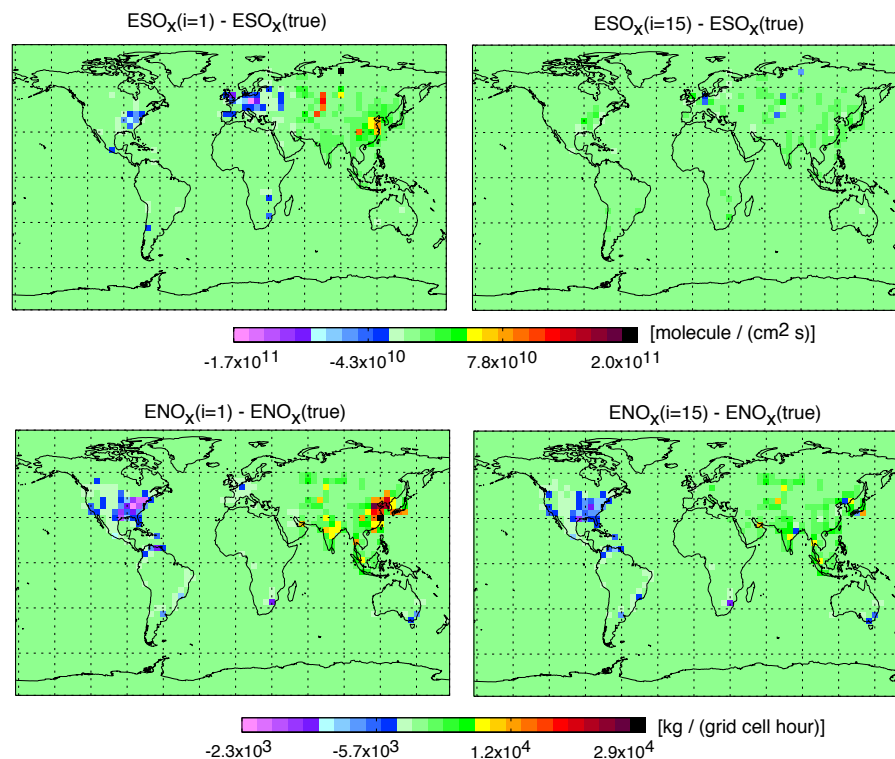 ESOx(i=1) - ESOx(true)
ESOx(i=15) - ESOx(true)
[molecule / (cm2 s)]
-1.7x10^11 -4.3x10^10 7.8x10^10 2.0x10^11
ENOx(i=1) - ENOx(true)
ENOx(i=15) - ENOx(true)
[kg / (grid cell hour)]
-2.3x10^3 -5.7x10^3 1.2x10^4 2.9x10^4